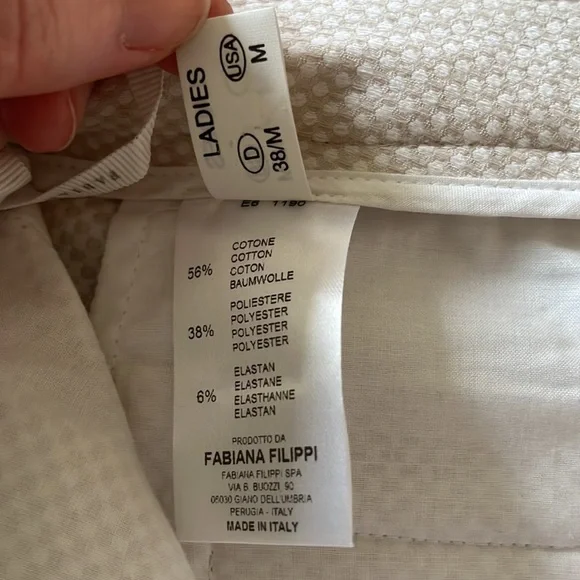 LADIES
USA
M
D
38/M
56%
COTONE
COTTON
COTON
BAUMWOLLE
38%
POLIESTERE
POLYESTER
POLYESTER
POLYESTER
6%
ELASTAN
ELASTANE
ELASTHANNE
ELASTAN
PRODOTTO DA
FABIANA FILIPPI
FABIANA FILIPPI SPA
VIA B. BUOZZI, 90
06030 GIANO DELL'UMBRIA
PERUGIA - ITALY
MADE IN ITALY